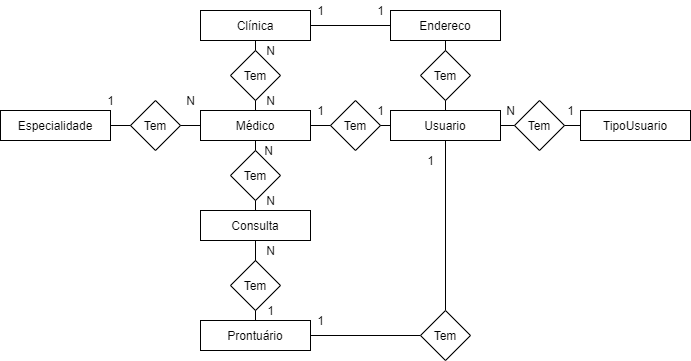 1
1
Clínica
Endereco
N
Tem
Tem
N
1
N
1
1
N
1
Especialidade
Tem
Médico
Tem
Usuario
Tem
TipoUsuario
N
1
Tem
N
Consulta
N
Tem
1
1
Prontuário
Tem